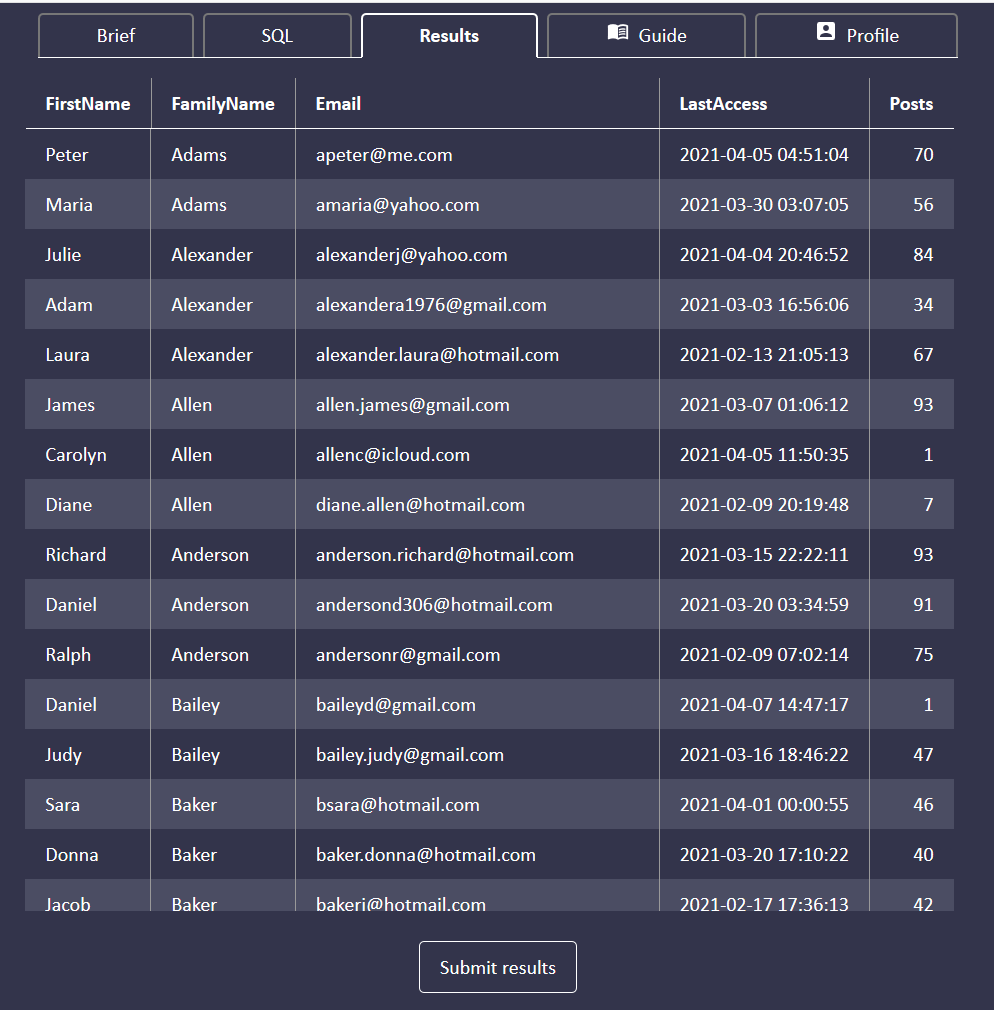 Brief SQL Results Guide Profile
FirstName FamilyName Email LastAccess Posts
Peter Adams apeter@me.com 2021-04-05 04:51:04 70
Maria Adams amaria@yahoo.com 2021-03-30 03:07:05 56
Julie Alexander alexanderj@yahoo.com 2021-04-04 20:46:52 84
Adam Alexander alexandera1976@gmail.com 2021-03-03 16:56:06 34
Laura Alexander alexander.laura@hotmail.com 2021-02-13 21:05:13 67
James Allen allen.james@gmail.com 2021-03-07 01:06:12 93
Carolyn Allen allenc@icloud.com 2021-04-05 11:50:35 1
Diane Allen diane.allen@hotmail.com 2021-02-09 20:19:48 7
Richard Anderson anderson.richard@hotmail.com 2021-03-15 22:22:11 93
Daniel Anderson andersond306@hotmail.com 2021-03-20 03:34:59 91
Ralph Anderson andersonr@gmail.com 2021-02-09 07:02:14 75
Daniel Bailey baileyd@gmail.com 2021-04-07 14:47:17 1
Judy Bailey bailey.judy@gmail.com 2021-03-16 18:46:22 47
Sara Baker bsara@hotmail.com 2021-04-01 00:00:55 46
Donna Baker baker.donna@hotmail.com 2021-03-20 17:10:22 40
Jacob Baker bakerj@hotmail.com 2021-02-17 17:36:13 42
Submit results